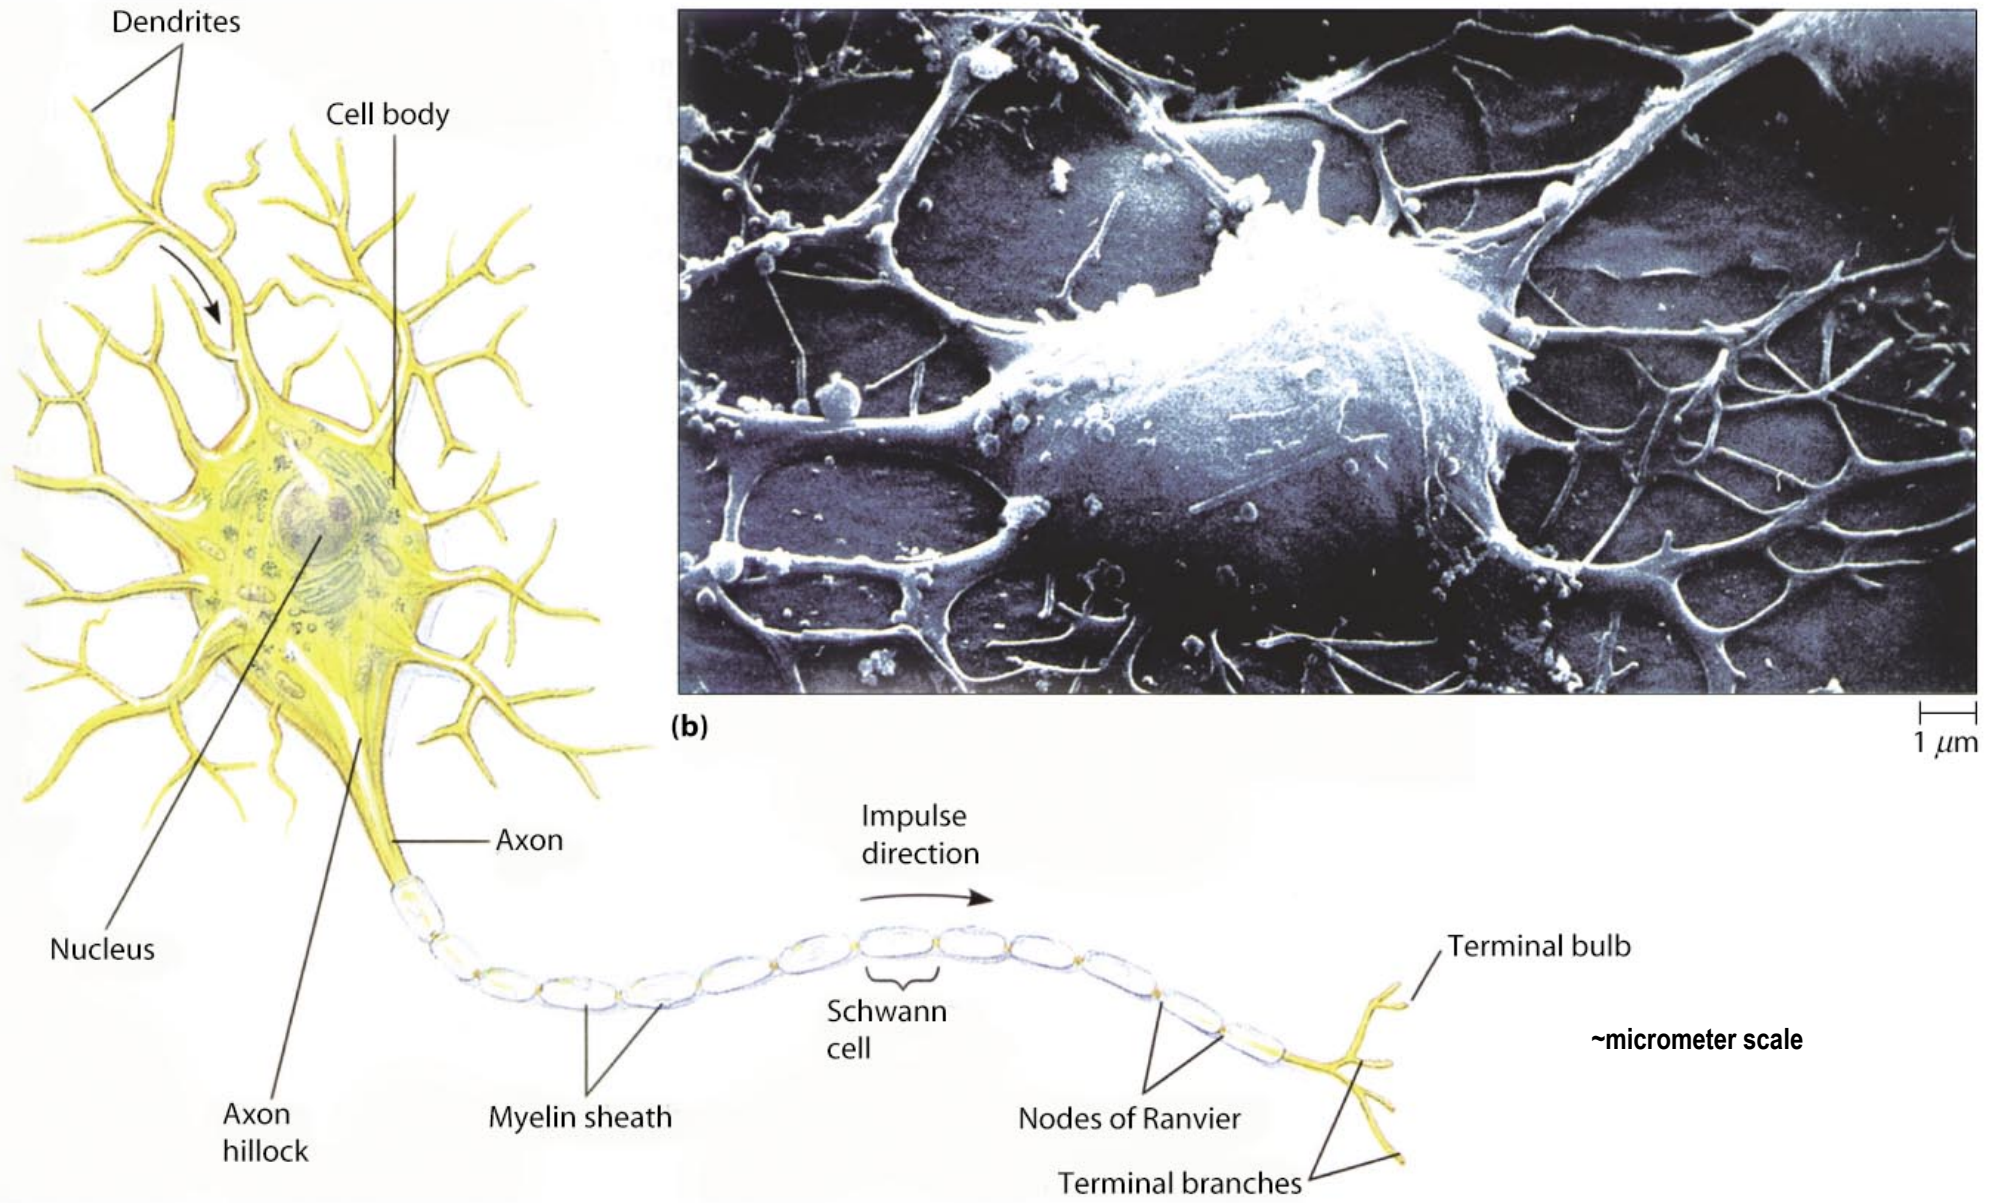 Dendrites
Cell body
(b)
1 μm
Impulse
direction
Axon
Nucleus
Terminal bulb
Schwann
cell
~micrometer scale
Axon
hillock
Myelin sheath
Nodes of Ranvier
Terminal branches